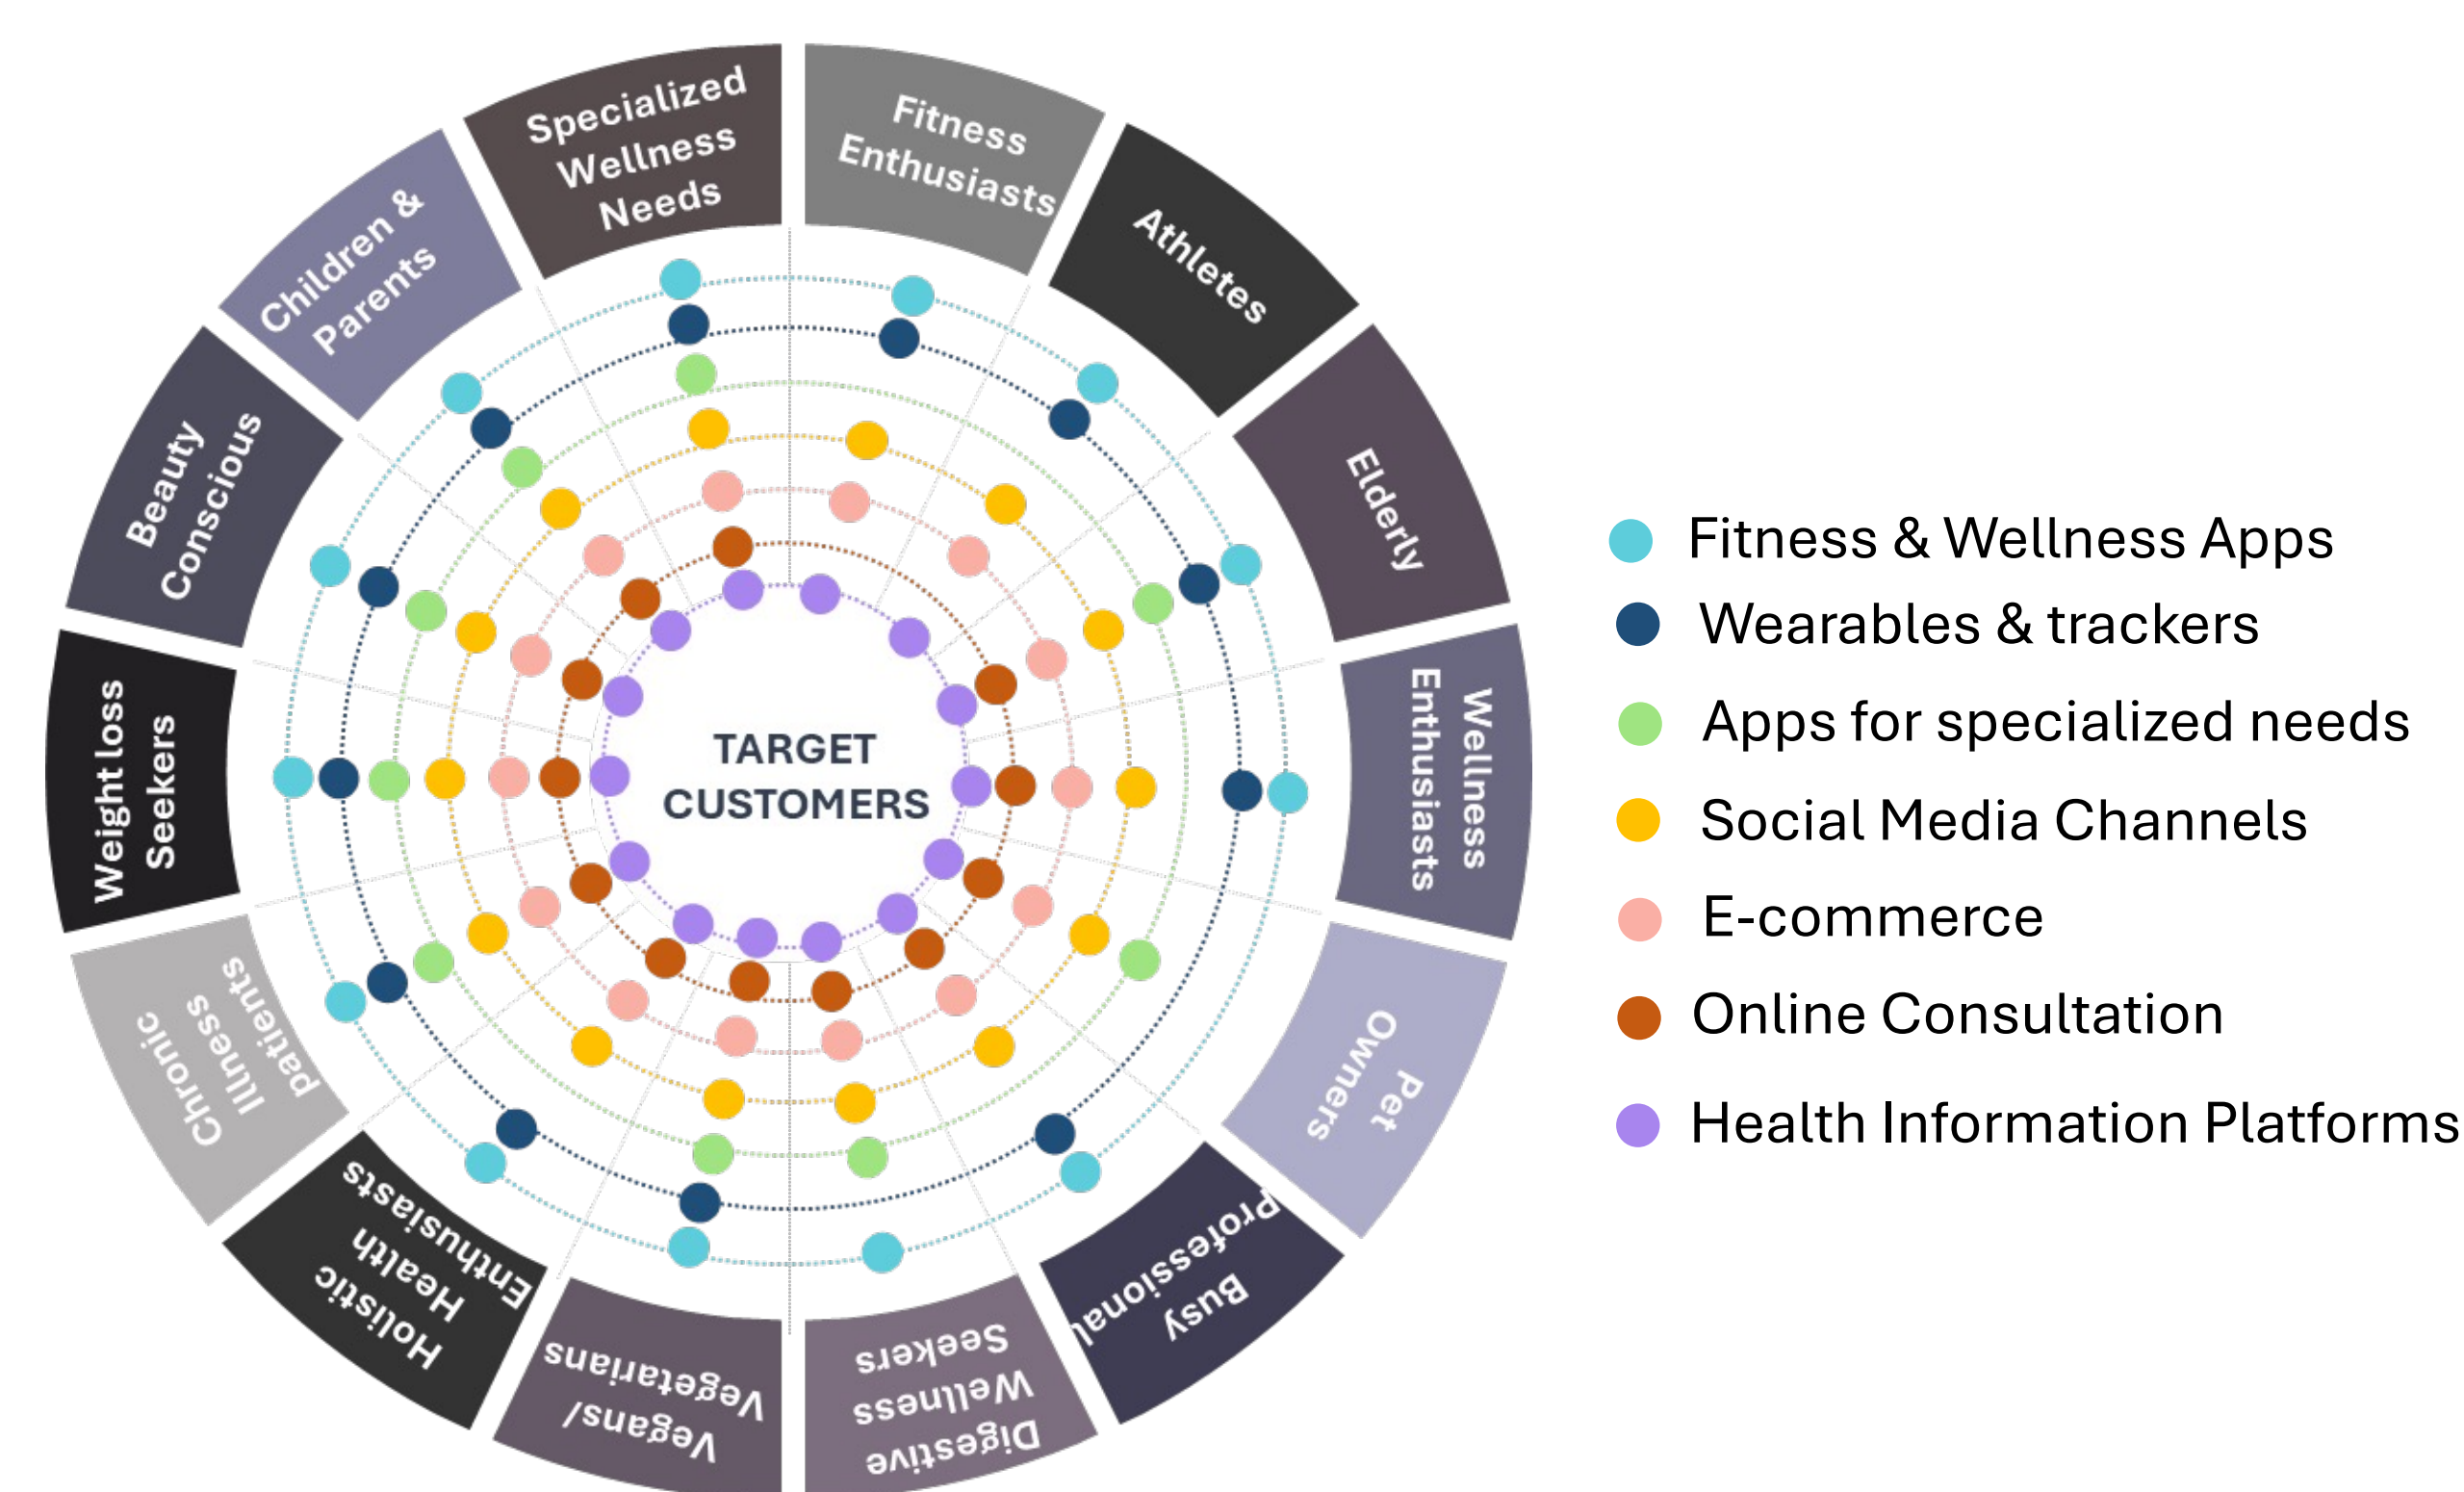 Specialized
Wellness
Needs
Fitness
Enthusiasts
Athletes
Elderly
Wellness
Enthusiasts
Pet
Owners
Busy
Professional
Digestive
Wellness
Seekers
Vegans/
Vegetarians
Holistic
Health
Enthusiasts
Chronic
Illness
patients
Weight loss
Seekers
Beauty
Conscious
Children &
Parents
TARGET
CUSTOMERS
Fitness & Wellness Apps
Wearables & trackers
Apps for specialized needs
Social Media Channels
E-commerce
Online Consultation
Health Information Platforms